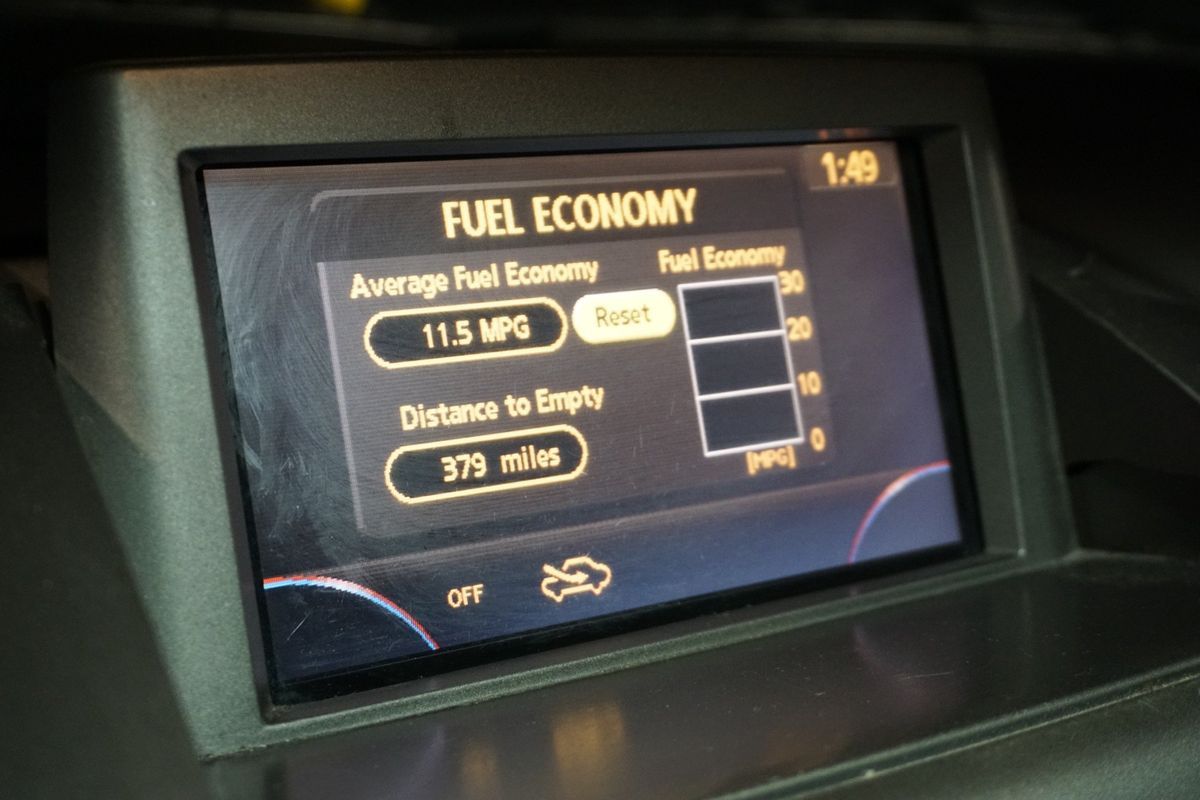 1:49
FUEL ECONOMY
Average Fuel Economy
11.5 MPG
Reset
Distance to Empty
379 miles
Fuel Economy
30
20
10
0
[MPG]
OFF